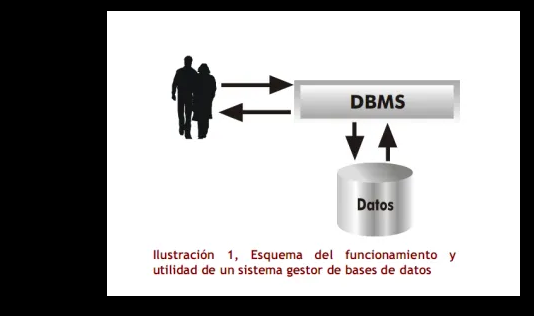 DBMS
Datos
Ilustración 1, Esquema del funcionamiento y
utilidad de un sistema gestor de bases de datos